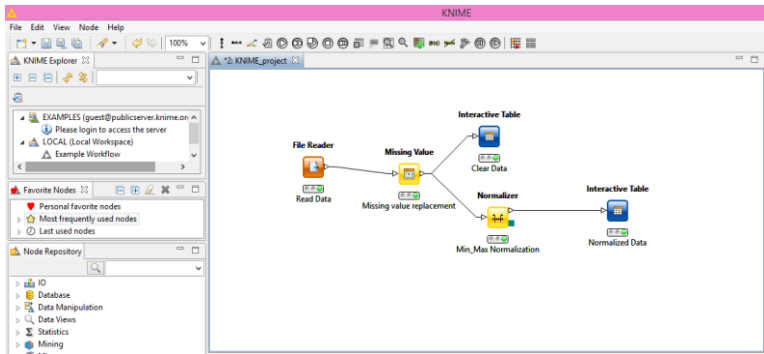 KNIME
File Edit View Node Help
100%
KNIME Explorer
*2: KNIME_project
EXAMPLES (guest@publicserver.knime.or
Please login to access the server
LOCAL (Local Workspace)
Example Workflow
Favorite Nodes
Personal favorite nodes
Most frequently used nodes
Last used nodes
Node Repository
IO
Database
Data Manipulation
Data Views
Statistics
Mining
File Reader
Read Data
Missing Value
Missing value replacement
Interactive Table
Clear Data
Normalizer
Min_Max Normalization
Interactive Table
Normalized Data